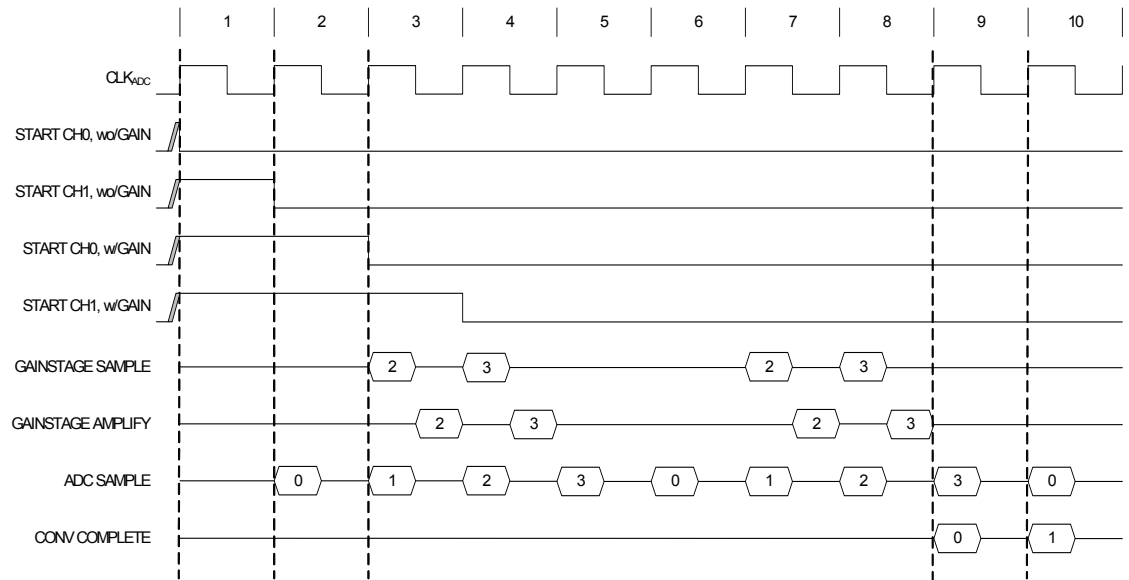 1 2 3 4 5 6 7 8 9 10
CLKADC
START CH0, wo/GAIN
START CH1, wo/GAIN
START CH0, w/GAIN
START CH1, w/GAIN
GAINSTAGE SAMPLE 2 3 2 3
GAINSTAGE AMPLIFY 2 3 2 3
ADC SAMPLE 0 1 2 3 0 1 2 3 0
CONV COMPLETE 0 1